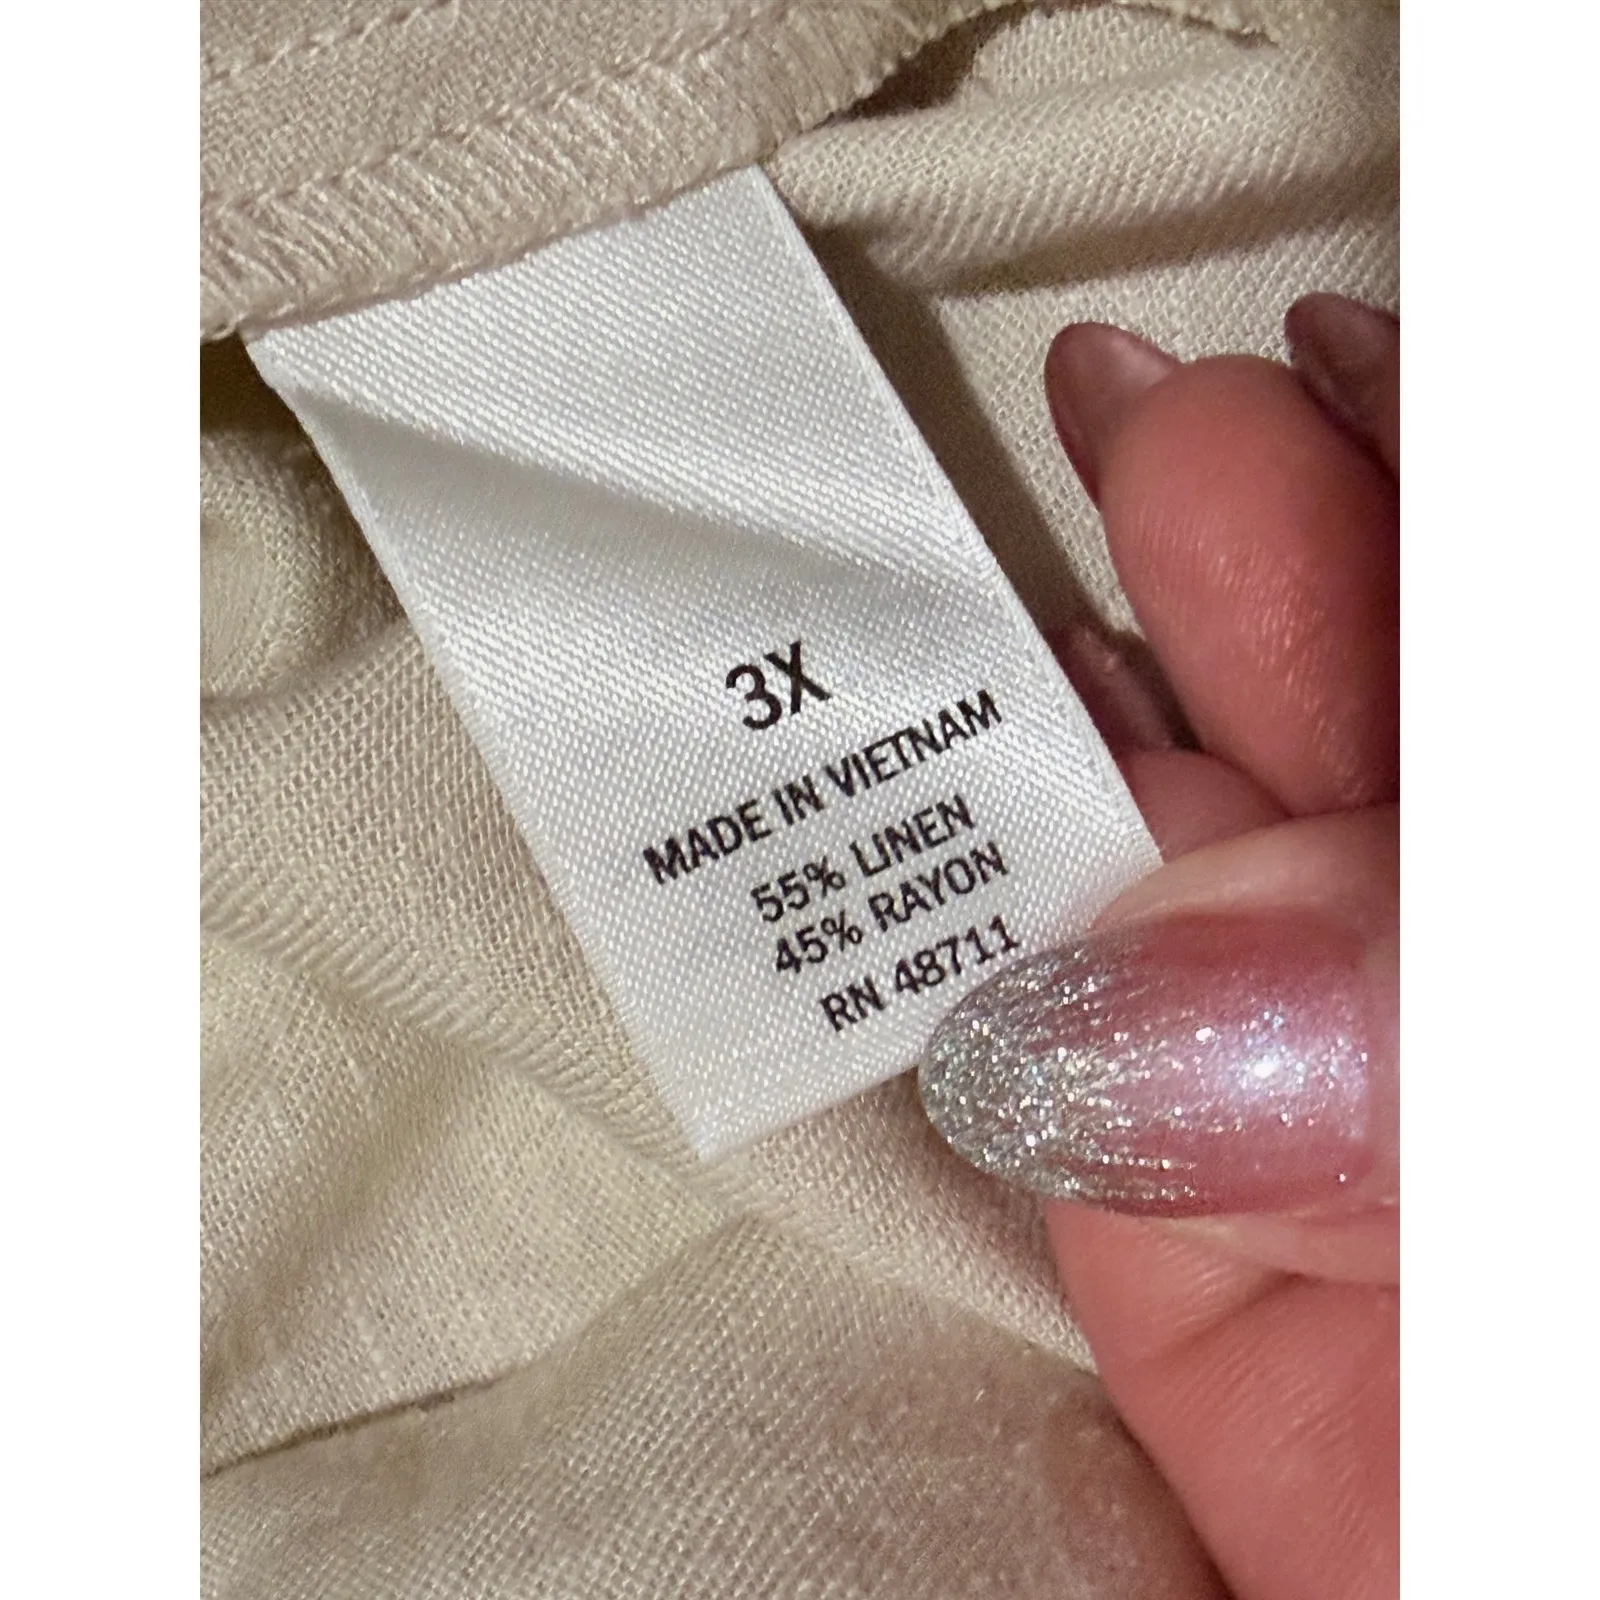 3X
MADE IN VIETNAM
55% LINEN
45% RAYON
RN 48711